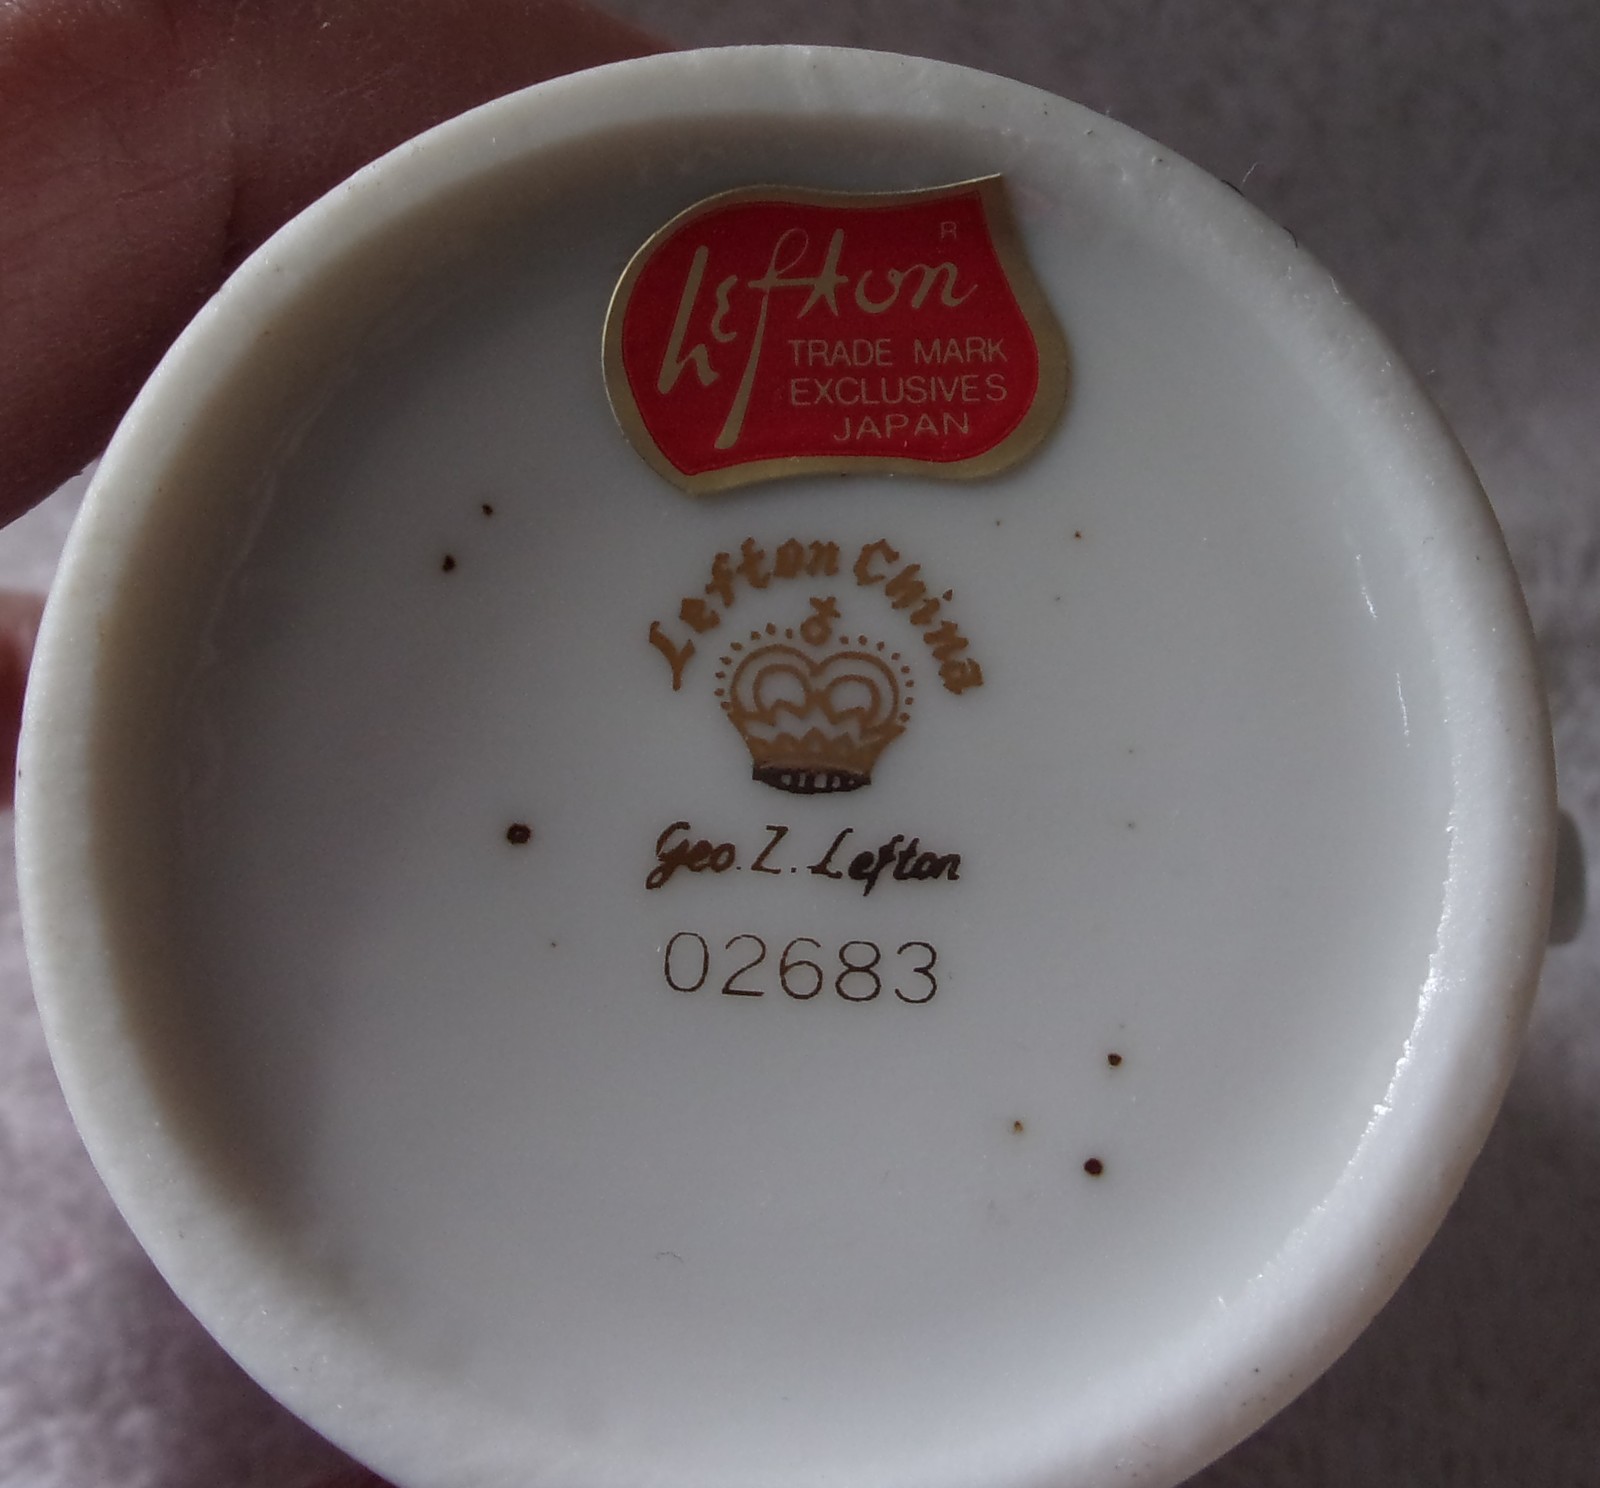 Lefton R
TRADE MARK
EXCLUSIVES
JAPAN
Lefton China
Geo. Z. Lefton
02683